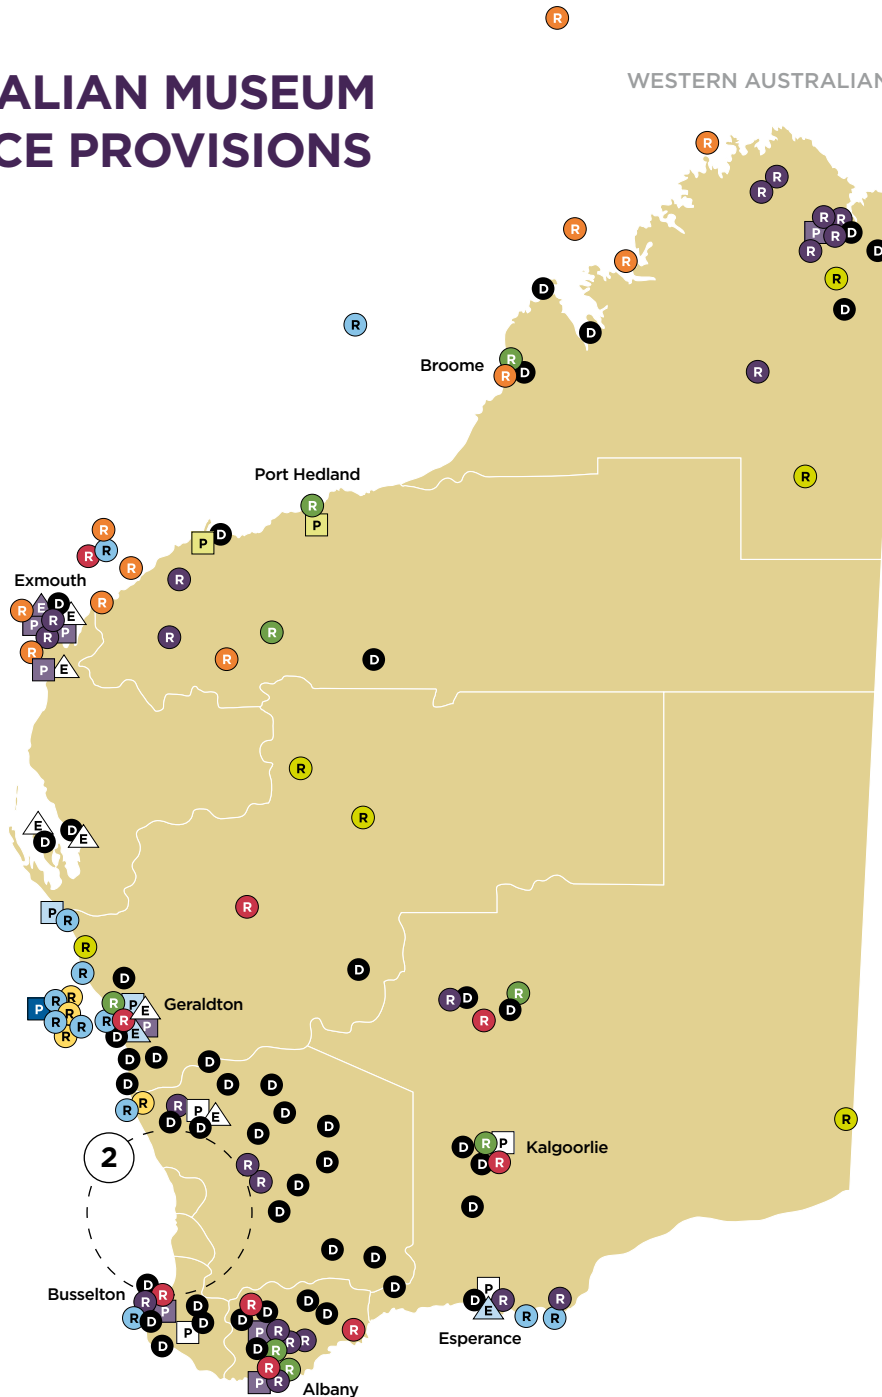 R
ALIAN MUSEUM
WESTERN AUSTRALIAN
CE PROVISIONS
R
R
R
R R
P R D
R D
R
R
R
D
D
R
D
R
Broome
R D
R
Port Hedland
R
R
P
R
D
P
R R
R
R
Exmouth
R E D E
R
P R P
R
R
R
R
R
D
P E
R
R
E
D
D E
R
P R
R
R
D
D
R
R D
D
R
R
P R R
R
R R
R
R P E
Geraldton
R R P
D E
D D
D
D
D
R R
R P E
D D
D
D
D
R
2
D
R
R
D
D
D R P
D R
Kalgoorlie
D
D
D
D
P
D R
E
R
R R
Esperance
Busselton
D
R R
P
R D
D
D
P
D
R
D
D
D
D
R
P R
R R
D R
R R
P R
Albany